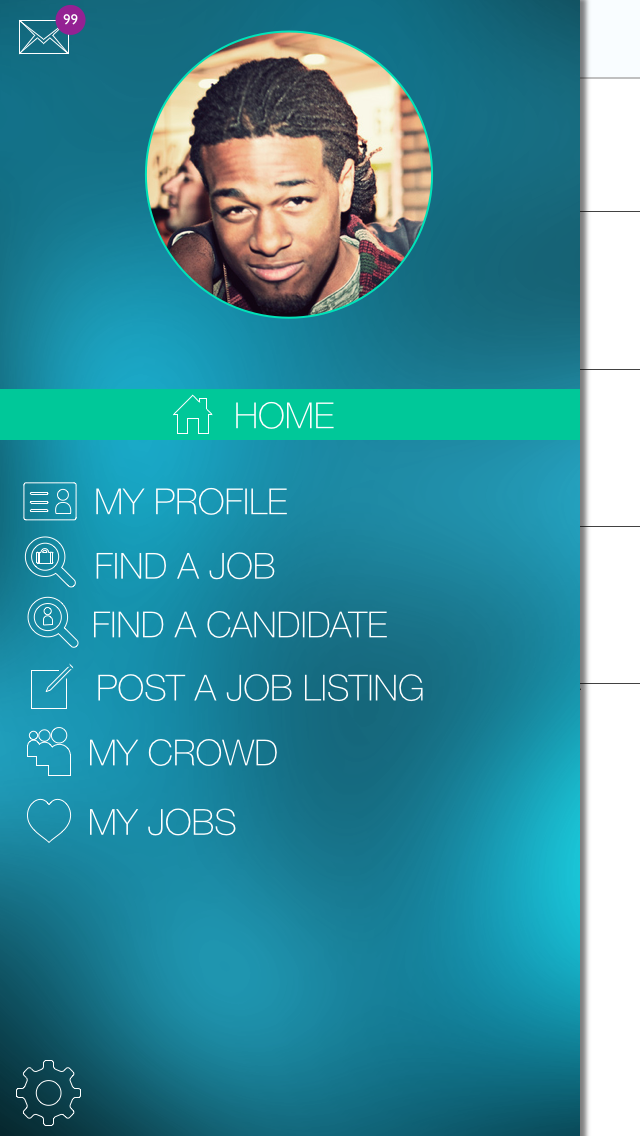 99
HOME
MY PROFILE
FIND A JOB
FIND A CANDIDATE
POST A JOB LISTING
MY CROWD
MY JOBS